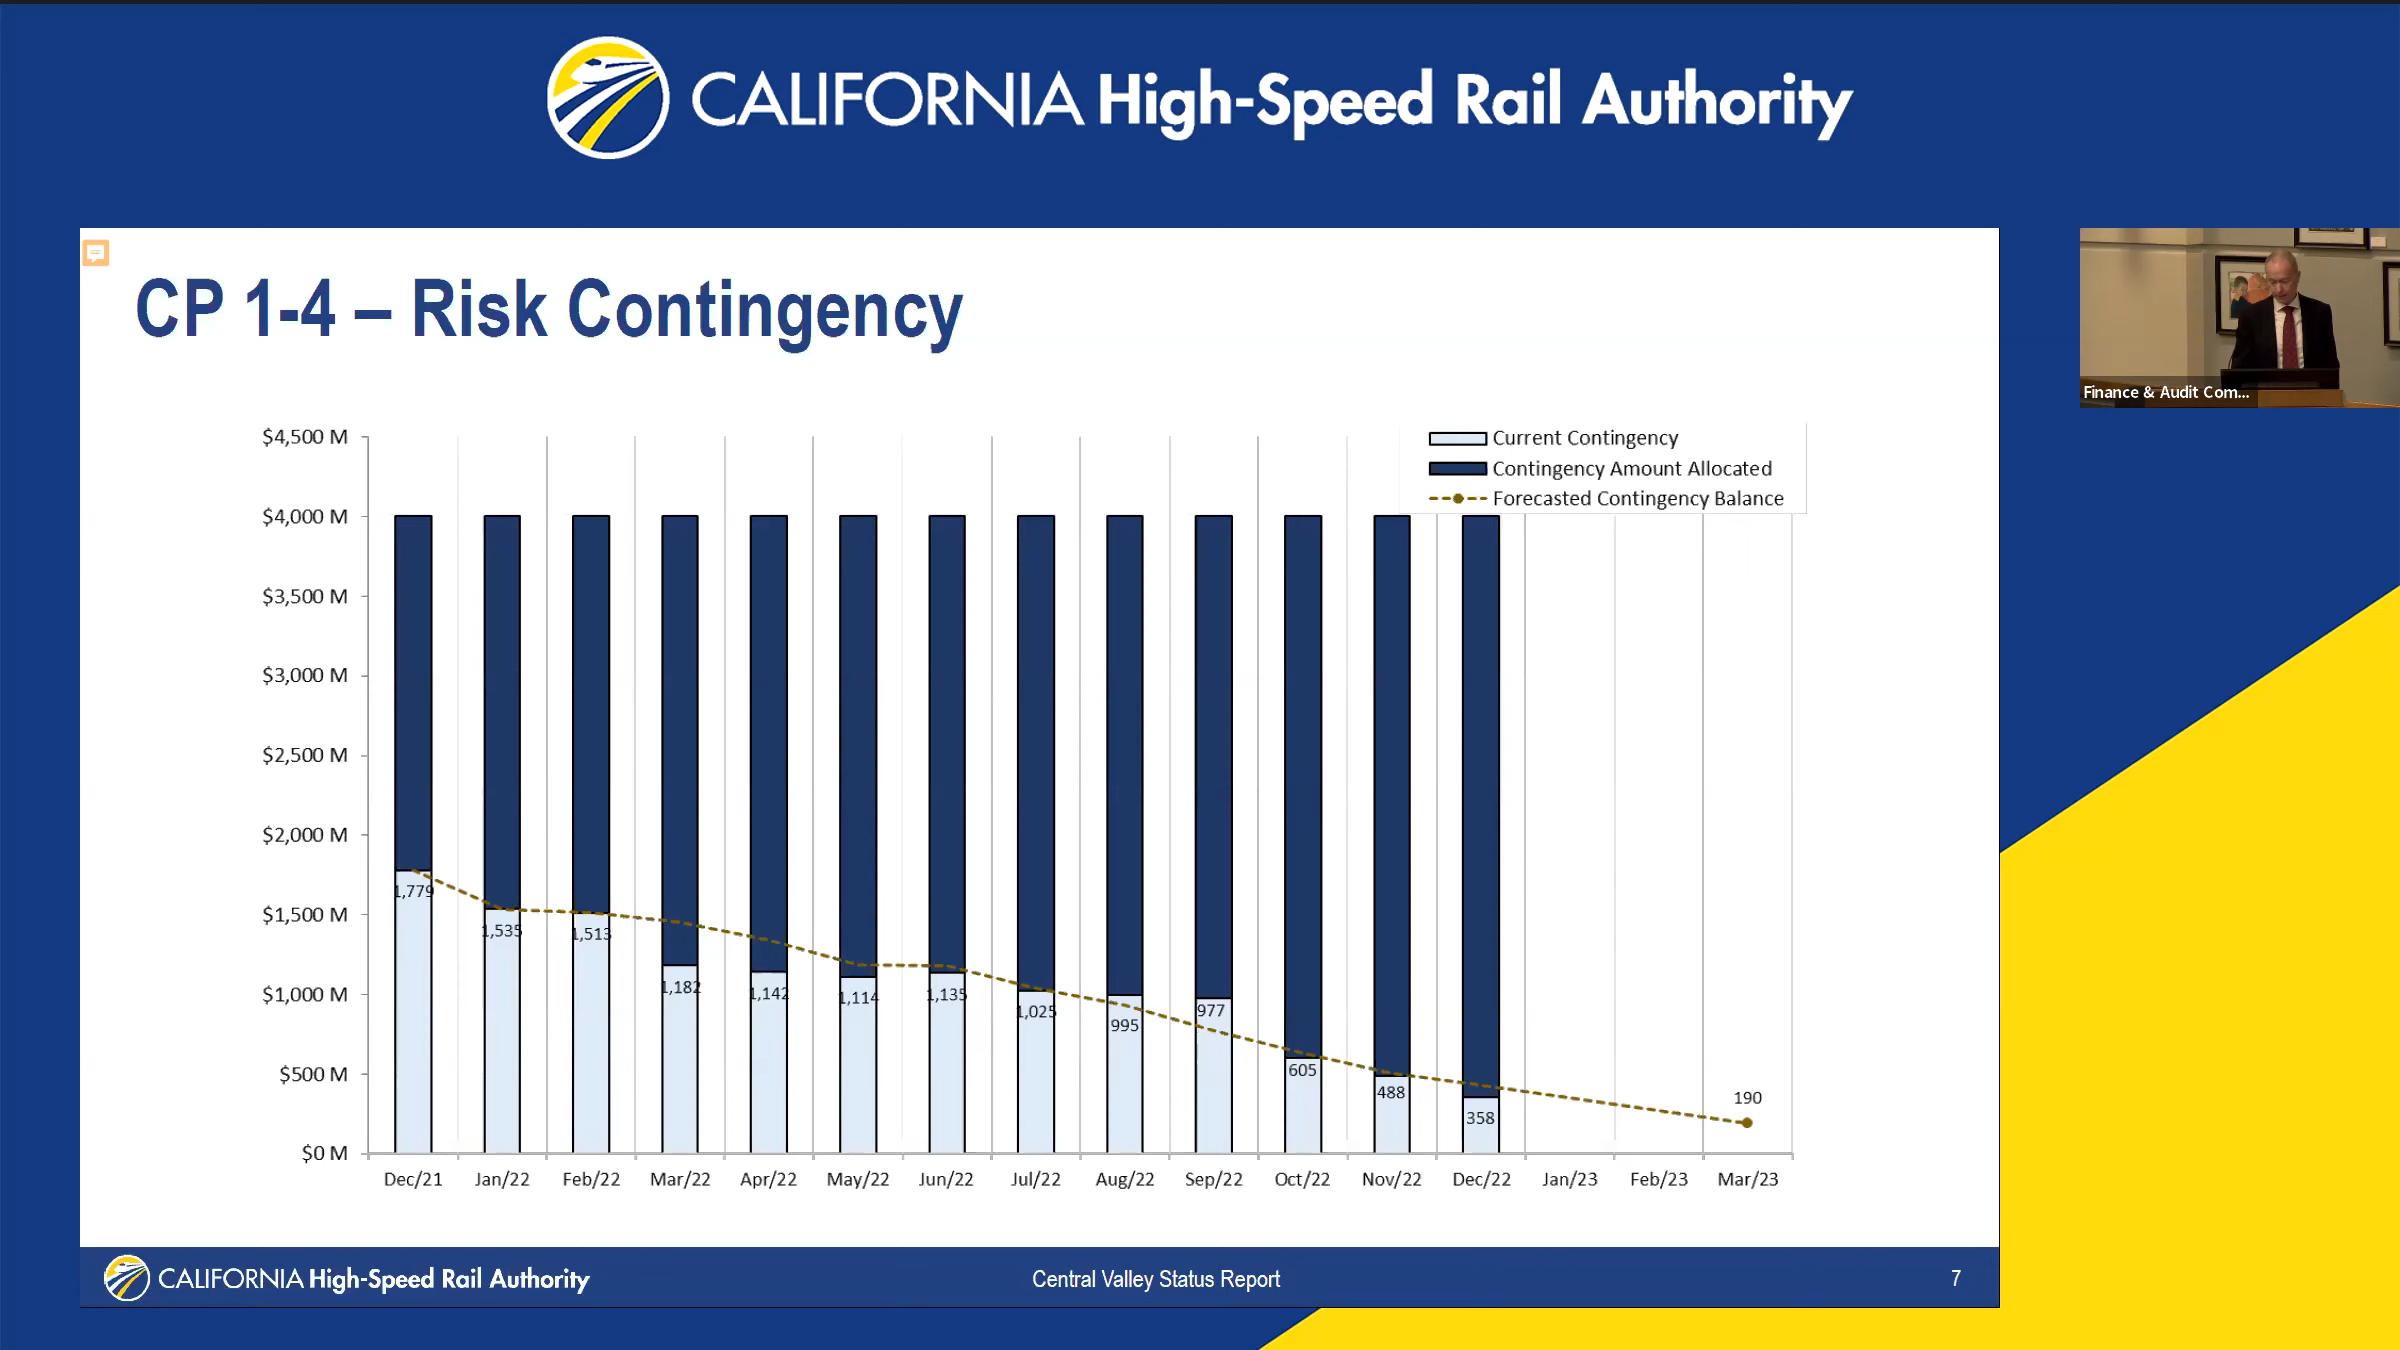 CALIFORNIA High-Speed Rail Authority
CP 1-4 – Risk Contingency
Finance & Audit Com...
$4,500 M
$4,000 M
$3,500 M
$3,000 M
$2,500 M
$2,000 M
$1,500 M
$1,000 M
$500 M
$0 M
Current Contingency
Contingency Amount Allocated
Forecasted Contingency Balance
1,779
1,535
1,513
1,182
1,142
1,114
1,135
1,025
995
977
605
488
358
190
Dec/21 Jan/22 Feb/22 Mar/22 Apr/22 May/22 Jun/22 Jul/22 Aug/22 Sep/22 Oct/22 Nov/22 Dec/22 Jan/23 Feb/23 Mar/23
CALIFORNIA High-Speed Rail Authority
Central Valley Status Report
7